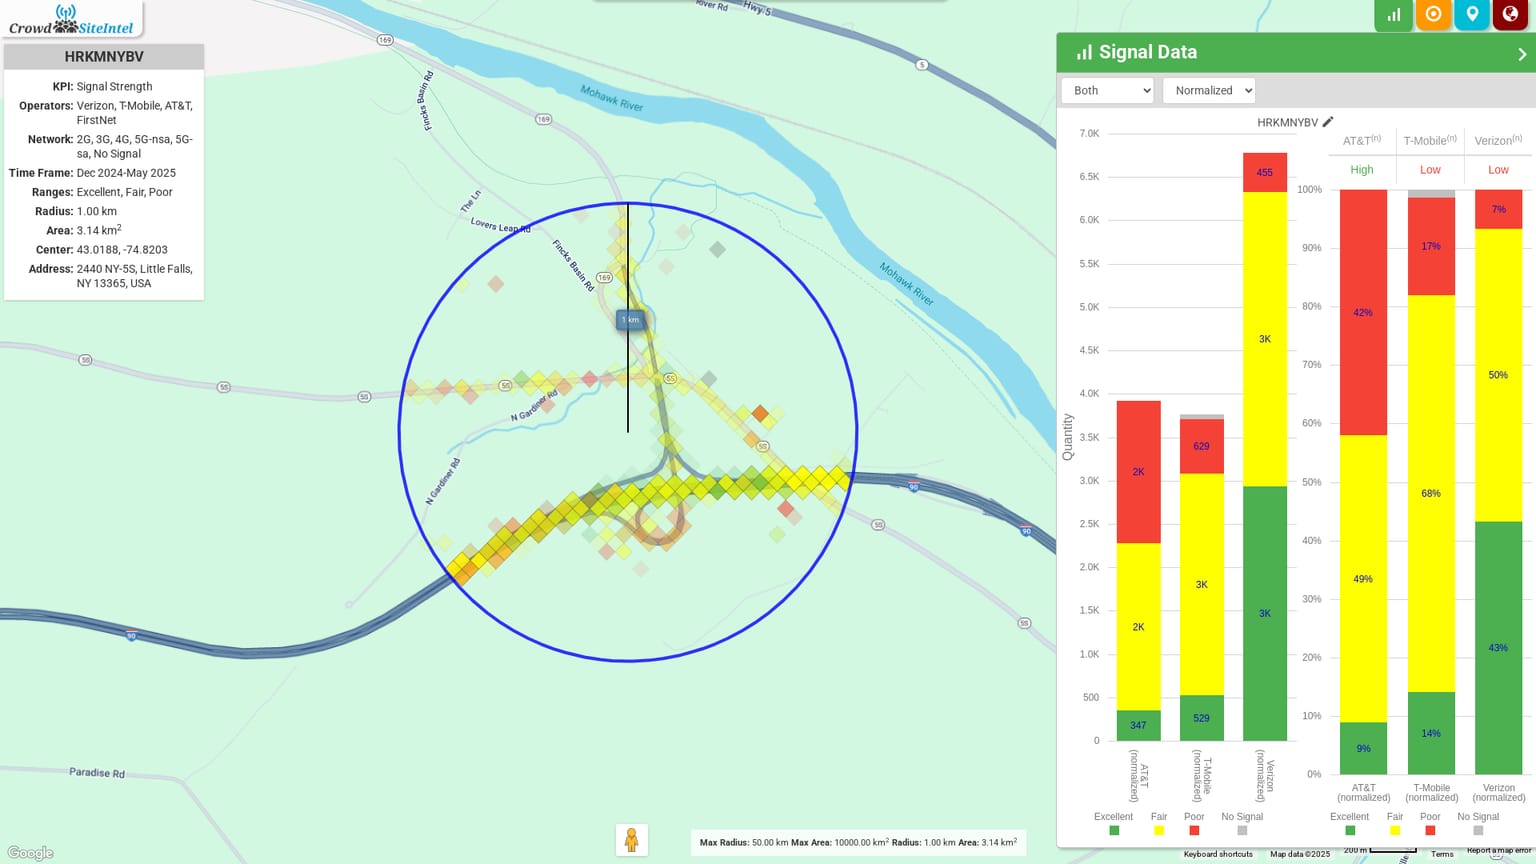 CrowdSiteIntel
HRKMNYBV
KPI: Signal Strength
Operators: Verizon, T-Mobile, AT&T,
FirstNet
Network: 2G, 3G, 4G, 5G-nsa, 5G-
sa, No Signal
Time Frame: Dec 2024-May 2025
Ranges: Excellent, Fair, Poor
Radius: 1.00 km
Area: 3.14 km²
Center: 43.0188, -74.8203
Address: 2440 NY-5S, Little Falls,
NY 13365, USA
River Rd
Hwy 5
169
5
Fincks Basin Rd
Mohawk River
169
The Ln
Lovers Leap Rd
Fincks Basin Rd
169
Mohawk River
1 km
5S
5S
5S
5S
5S
N Gardiner Rd
5S
N Gardiner Rd
90
5S
90
90
5S
Paradise Rd
Google
Max Radius: 50.00 km Max Area: 10000.00 km² Radius: 1.00 km Area: 3.14 km²
Signal Data
Both
Normalized
HRKMNYBV
7.0K
6.5K
6.0K
5.5K
5.0K
4.5K
4.0K
3.5K
3.0K
2.5K
2.0K
1.5K
1.0K
500
0
Quantity
2K
2K
347
629
3K
529
455
3K
3K
AT&T
(normalized)
T-Mobile
(normalized)
Verizon
(normalized)
Excellent Fair Poor No Signal
AT&T(n) T-Mobile(n) Verizon(n)
High Low Low
100%
90%
80%
70%
60%
50%
40%
30%
20%
10%
0%
42%
49%
9%
17%
68%
14%
7%
50%
43%
AT&T
(normalized)
T-Mobile
(normalized)
Verizon
(normalized)
Excellent Fair Poor No Signal
Keyboard shortcuts Map data ©2025 200 m Terms Report a map error